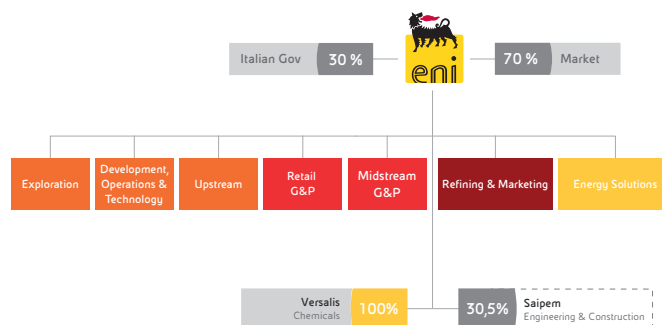 Italian Gov 30 % eni 70 % Market
Exploration
Development,
Operations &
Technology
Upstream
Retail
G&P
Midstream
G&P
Refining & Marketing
Energy Solutions
Versalis
Chemicals
100%
30,5%
Saipem
Engineering & Construction